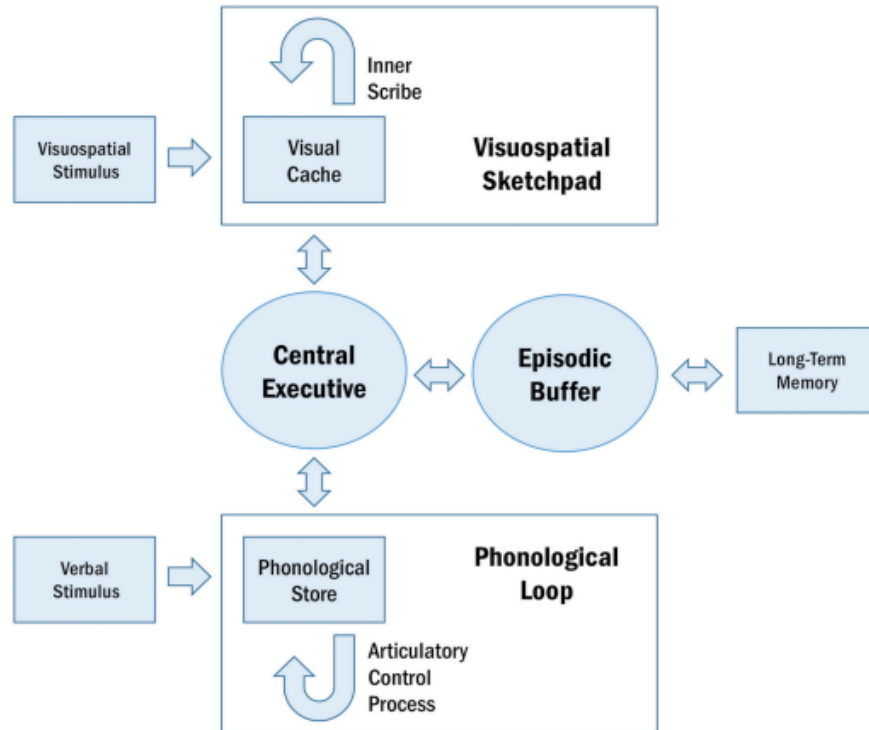 Inner
Scribe
Visuospatial
Stimulus
Visual
Cache
Visuospatial
Sketchpad
Central
Executive
Episodic
Buffer
Long-Term
Memory
Verbal
Stimulus
Phonological
Store
Phonological
Loop
Articulatory
Control
Process